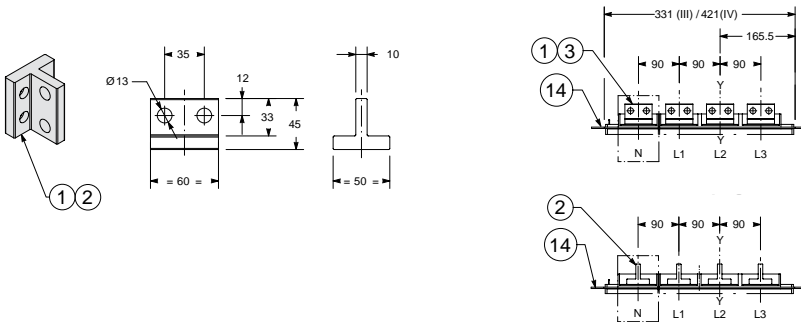 35
Ø13
12
33
45
= 60 =
10
= 50 =
1 2
331 (III) / 421(IV)
165.5
1 3
90 90 90
Y
14
N L1 L2 L3
Y
2
90 90 90
Y
14
Y
N L1 L2 L3